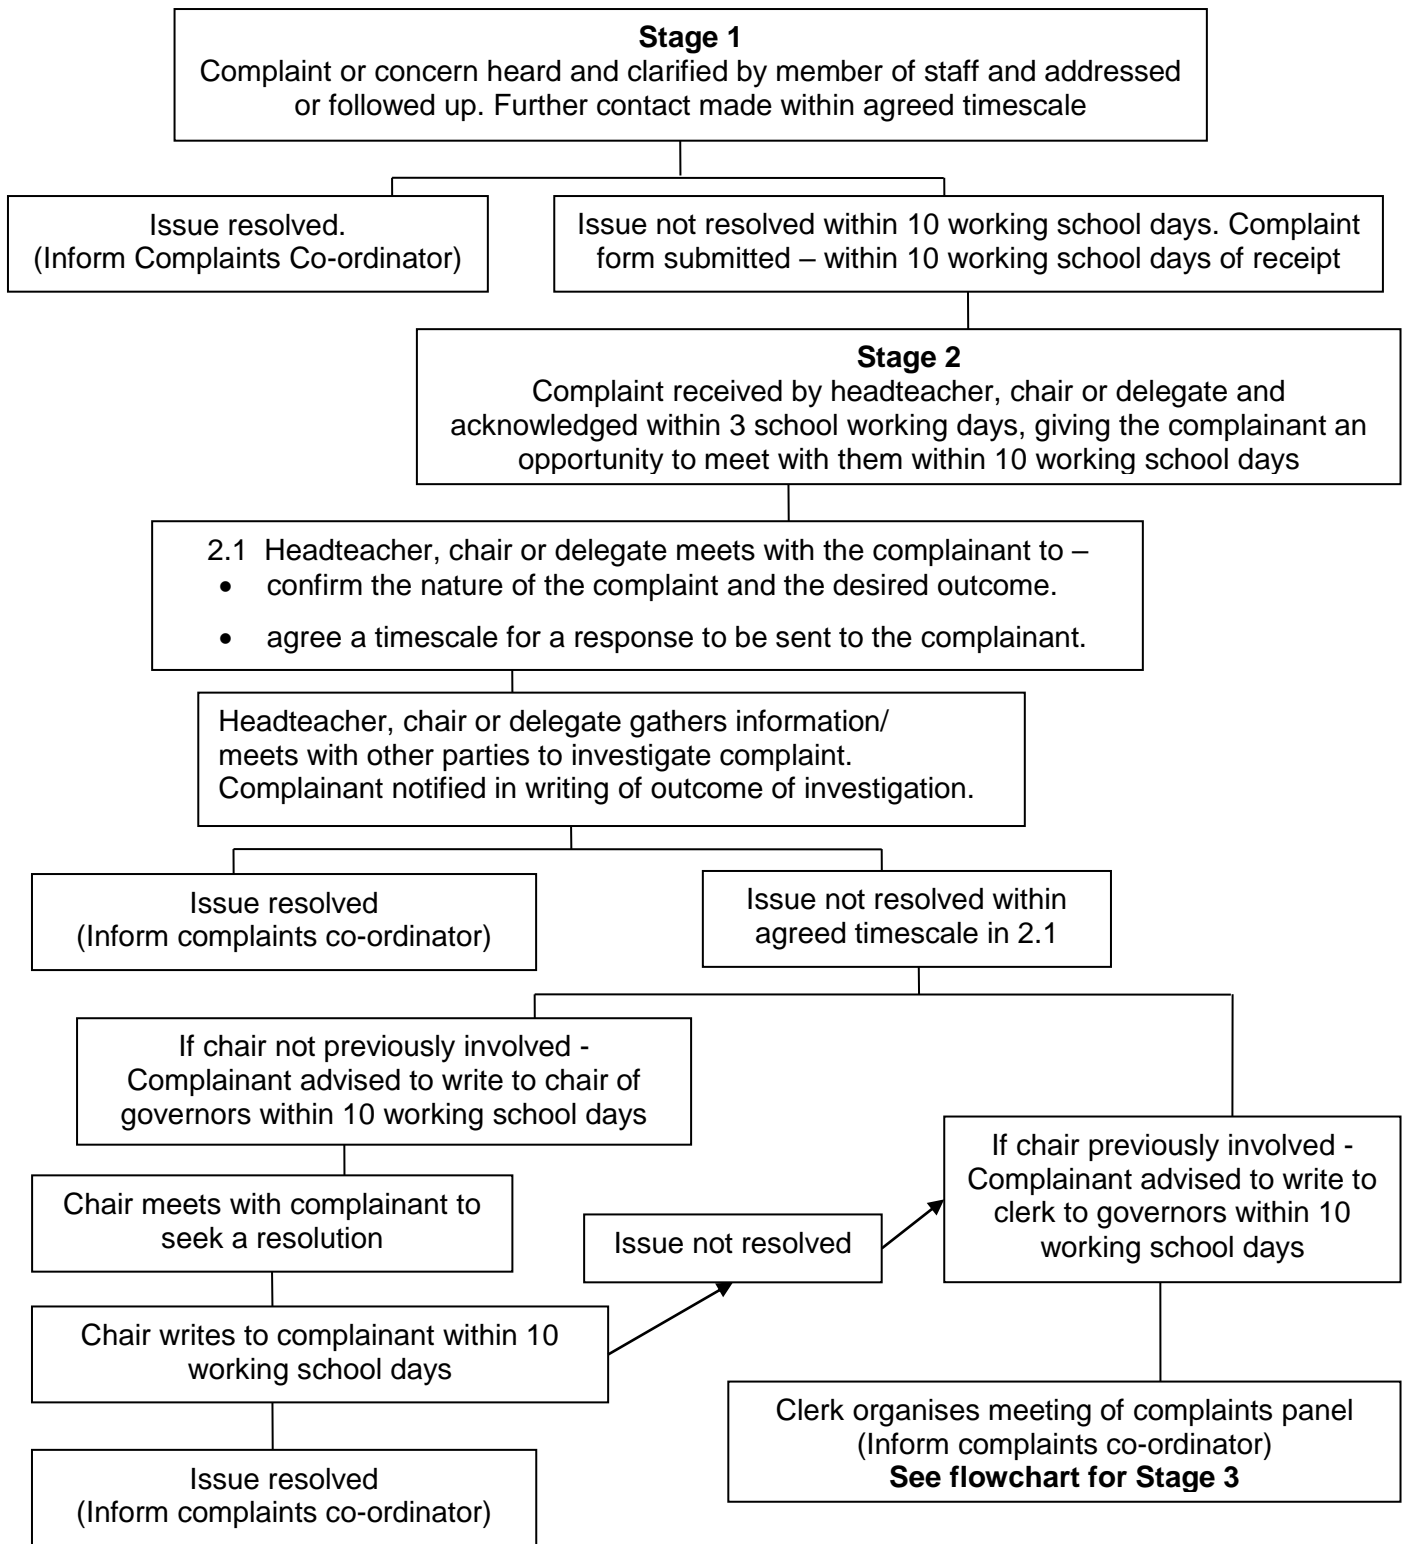 Stage 1
Complaint or concern heard and clarified by member of staff and addressed
or followed up. Further contact made within agreed timescale
Issue resolved.
(Inform Complaints Co-ordinator)
Issue not resolved within 10 working school days. Complaint
form submitted – within 10 working school days of receipt
Stage 2
Complaint received by headteacher, chair or delegate and
acknowledged within 3 school working days, giving the complainant an
opportunity to meet with them within 10 working school days
2.1 Headteacher, chair or delegate meets with the complainant to –
• confirm the nature of the complaint and the desired outcome.
• agree a timescale for a response to be sent to the complainant.
Headteacher, chair or delegate gathers information/
meets with other parties to investigate complaint.
Complainant notified in writing of outcome of investigation.
Issue resolved
(Inform complaints co-ordinator)
Issue not resolved within
agreed timescale in 2.1
If chair not previously involved -
Complainant advised to write to chair of
governors within 10 working school days
If chair previously involved -
Complainant advised to write to
clerk to governors within 10
working school days
Chair meets with complainant to
seek a resolution
Issue not resolved
Chair writes to complainant within 10
working school days
Clerk organises meeting of complaints panel
(Inform complaints co-ordinator)
See flowchart for Stage 3
Issue resolved
(Inform complaints co-ordinator)